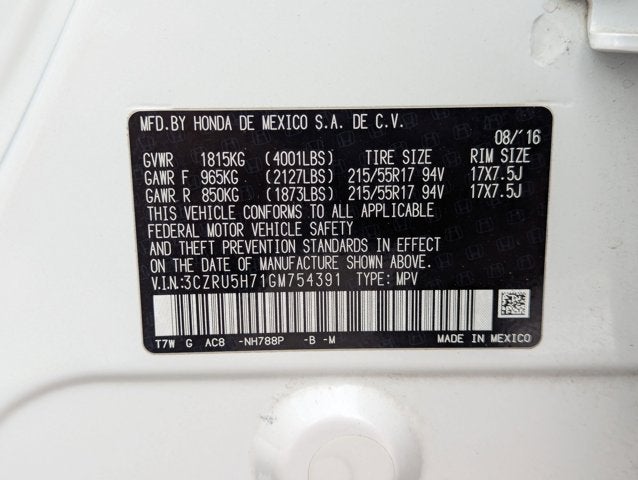 MFD.BY HONDA DE MEXICO S.A. DE C.V.
08/'16
GVWR 1815KG (4001LBS) TIRE SIZE RIM SIZE
GAWR F 965KG (2127LBS) 215/55R17 94V 17X7.5J
GAWR R 850KG (1873LBS) 215/55R17 94V 17X7.5J
THIS VEHICLE CONFORMS TO ALL APPLICABLE
FEDERAL MOTOR VEHICLE SAFETY
AND THEFT PREVENTION STANDARDS IN EFFECT
ON THE DATE OF MANUFACTURE SHOWN ABOVE.
V.I.N:3CZRU5H71GM754391 TYPE: MPV
T7W G AC8 -NH788P -B -M MADE IN MEXICO